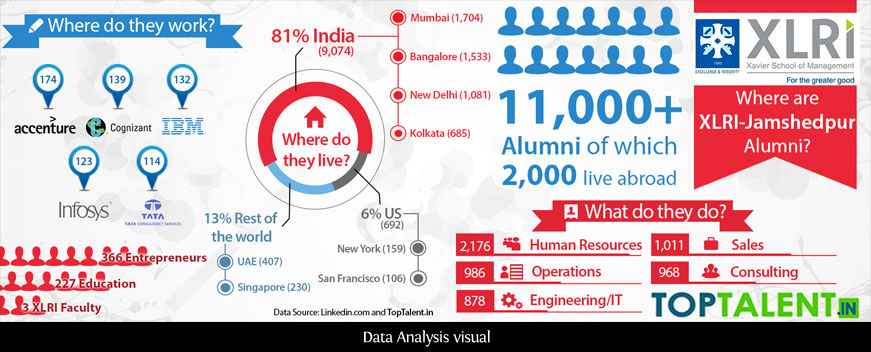 Where do they work?
174
139
132
accenture
Cognizant
IBM
123
114
Infosys
TATA
TATA CONSULTANCY SERVICES
366 Entrepreneurs
227 Education
3 XLRI Faculty
81% India
(9,074)
Mumbai (1,704)
Bangalore (1,533)
New Delhi (1,081)
Kolkata (685)
Where do
they live?
13% Rest of
the world
UAE (407)
Singapore (230)
6% US
(692)
New York (159)
San Francisco (106)
Data Source: Linkedin.com and TopTalent.in
11,000+
Alumni of which
2,000 live abroad
EXCELLENCE & INTEGRITY
XLRi
Xavier School of Management
For the greater good
Where are
XLRI-Jamshedpur
Alumni?
What do they do?
2,176 Human Resources
1,011 Sales
986 Operations
968 Consulting
878 Engineering/IT
TOPTALENT.IN
Data Analysis visual